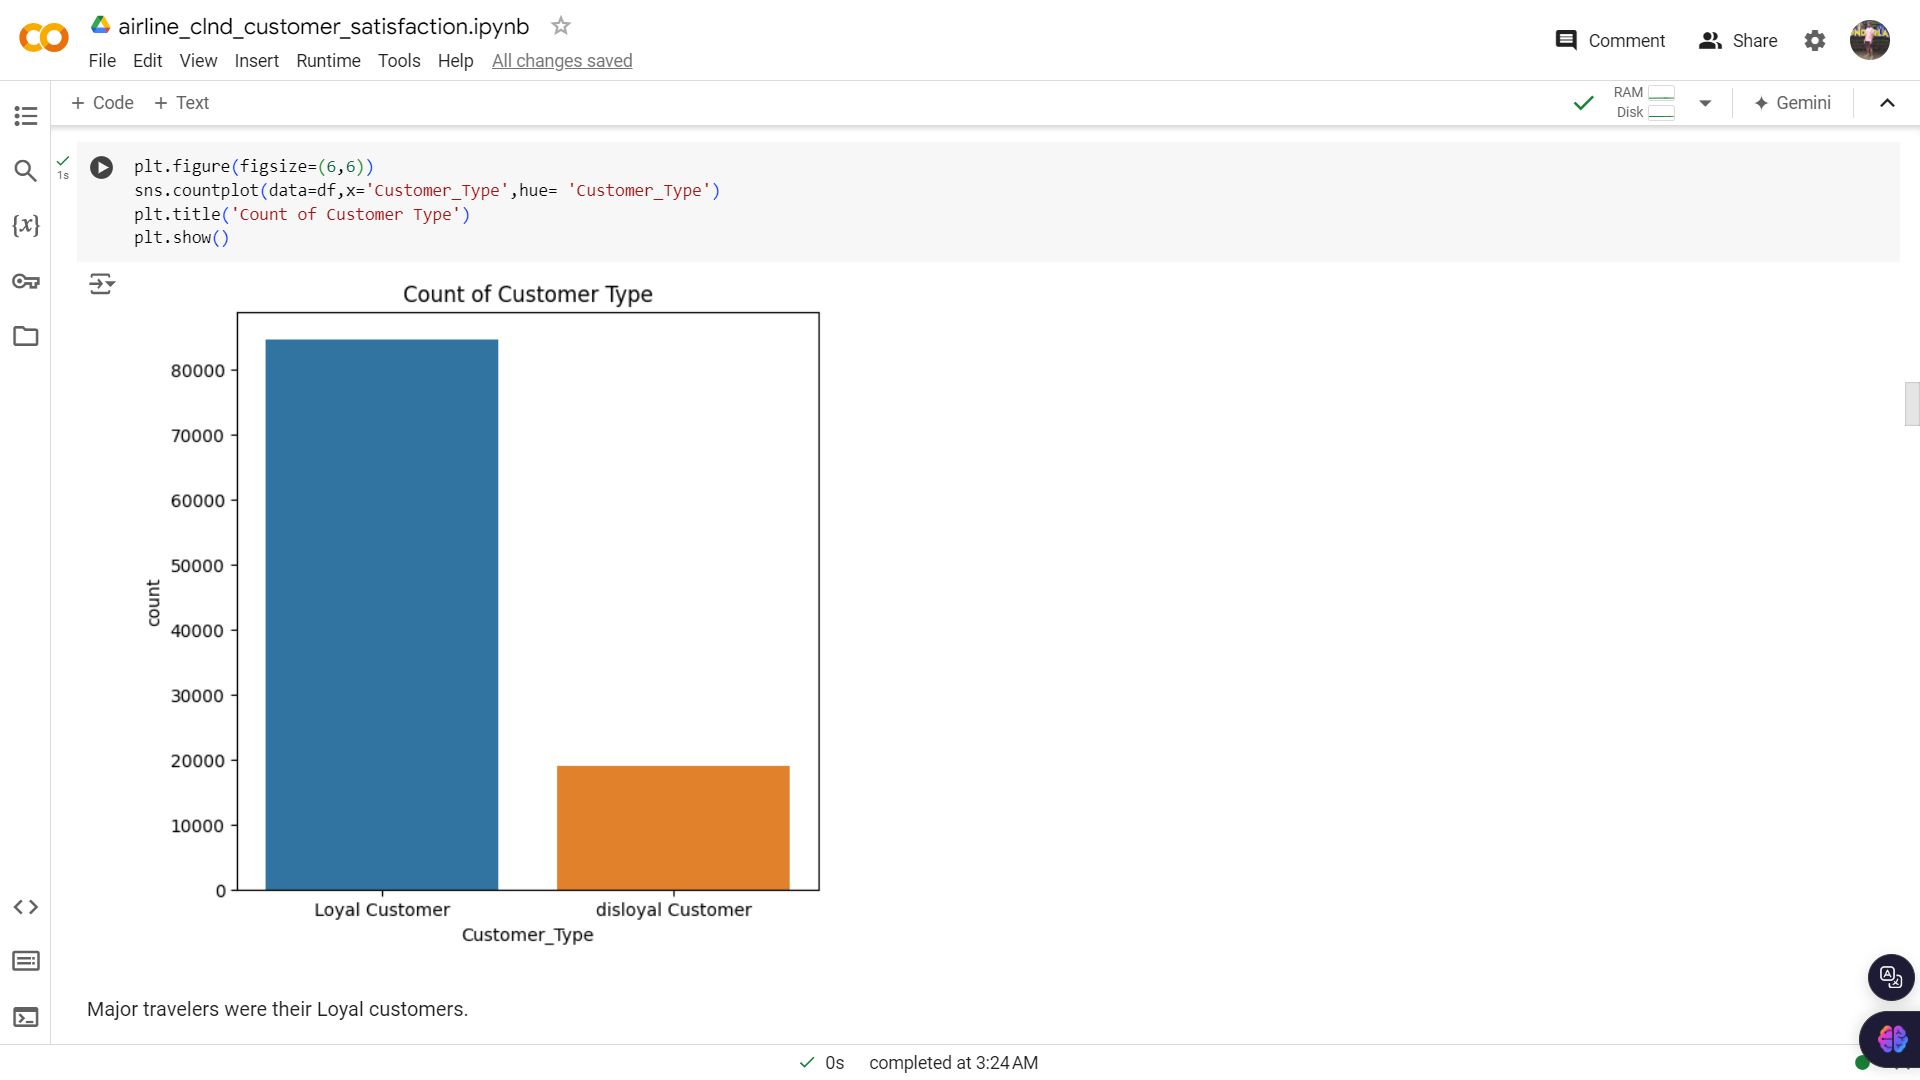 airline_clnd_customer_satisfaction.ipynb
File Edit View Insert Runtime Tools Help All changes saved
Comment Share
+ Code + Text
RAM
Disk
Gemini
1s
plt.figure(figsize=(6,6))
sns.countplot(data=df,x='Customer_Type',hue= 'Customer_Type')
plt.title('Count of Customer Type')
plt.show()
Count of Customer Type
80000
70000
60000
50000
40000
30000
20000
10000
0
count
Loyal Customer disloyal Customer
Customer_Type
Major travelers were their Loyal customers.
0s completed at 3:24 AM